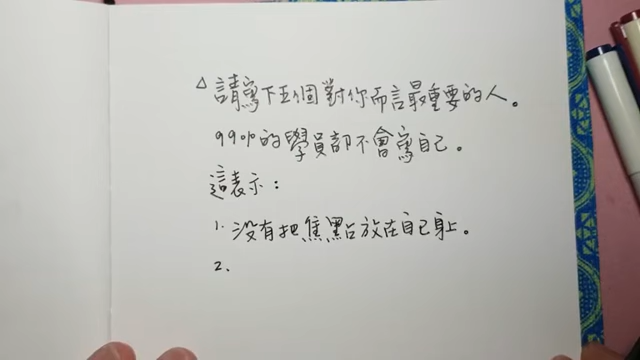 △請寫下五個對你而言最重要的人。
99%的學員都不會寫自己。
這表示：
1. 沒有把焦點放在自己身上。
2.